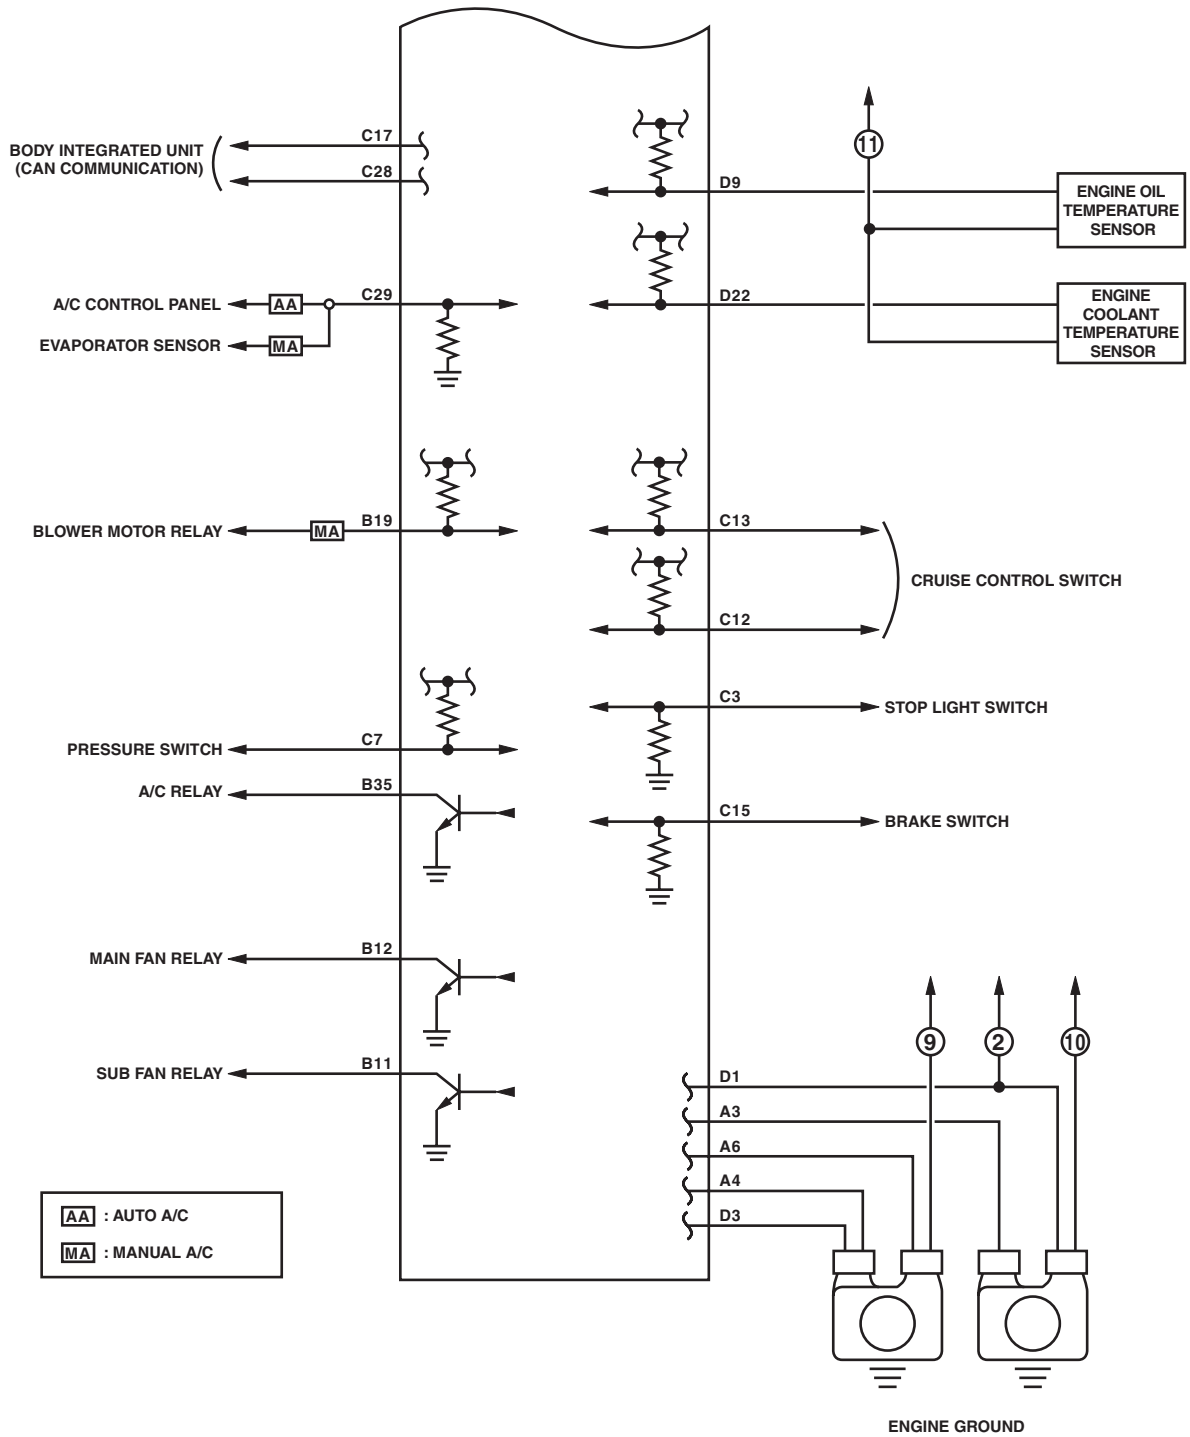 C17
BODY INTEGRATED UNIT
(CAN COMMUNICATION)
C28
A/C CONTROL PANEL
AA
C29
EVAPORATOR SENSOR
MA
BLOWER MOTOR RELAY
MA
B19
PRESSURE SWITCH
C7
A/C RELAY
B35
MAIN FAN RELAY
B12
SUB FAN RELAY
B11
AA : AUTO A/C
MA : MANUAL A/C
11
D9
ENGINE OIL
TEMPERATURE
SENSOR
D22
ENGINE
COOLANT
TEMPERATURE
SENSOR
C13
CRUISE CONTROL SWITCH
C12
C3
STOP LIGHT SWITCH
C15
BRAKE SWITCH
9
2
10
D1
A3
A6
A4
D3
ENGINE GROUND